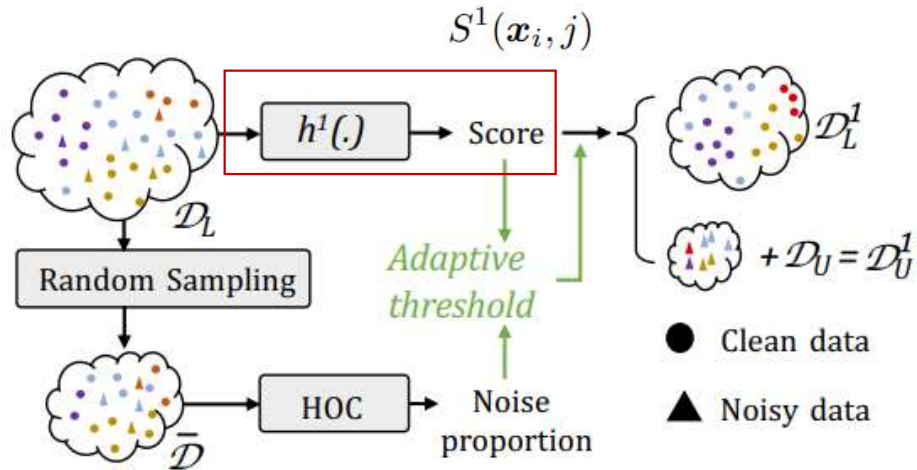 S¹(xᵢ, j)
h¹(.)
Score
𝒟_L
𝒟_L¹
Random Sampling
Adaptive
threshold
+ 𝒟_U = 𝒟_U¹
Clean data
Noisy data
𝒟̄
HOC
Noise
proportion